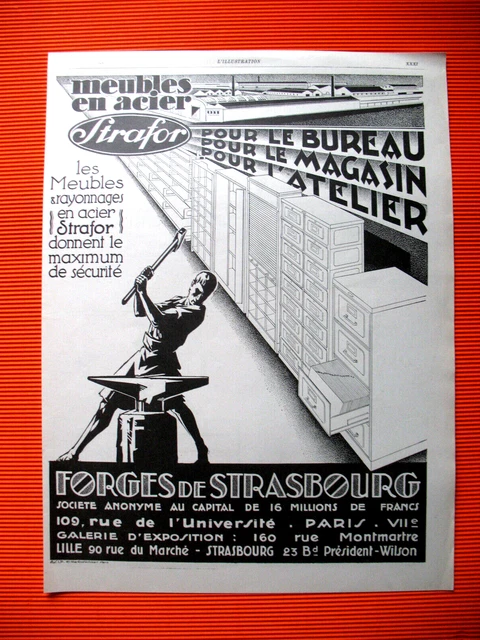 L'ILLUSTRATION
meubles
en acier
Strafor
POUR LE BUREAU
POUR LE MAGASIN
POUR L'ATELIER
les
Meubles
& rayonnages
en acier
Strafor
donnent le
maximum
de sécurité
F
FORGES DE STRASBOURG
SOCIETE ANONYME AU CAPITAL DE 16 MILLIONS DE FRANCS
109, rue de l'Université . PARIS . VIIe
GALERIE D'EXPOSITION : 160 rue Montmartre
LILLE 90 rue du Marché - STRASBOURG 23 Bd Président-Wilson